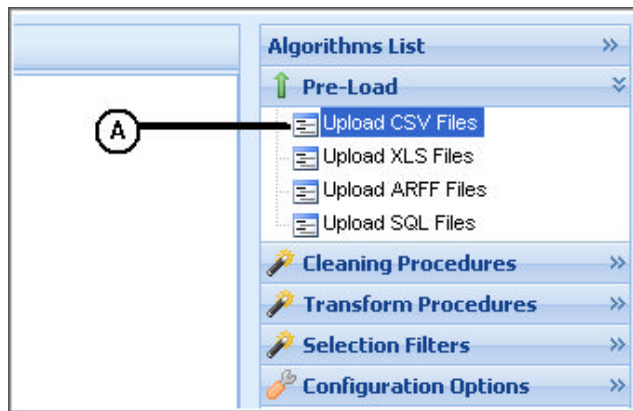 Algorithms List
Pre-Load
A
Upload CSV Files
Upload XLS Files
Upload ARFF Files
Upload SQL Files
Cleaning Procedures
Transform Procedures
Selection Filters
Configuration Options